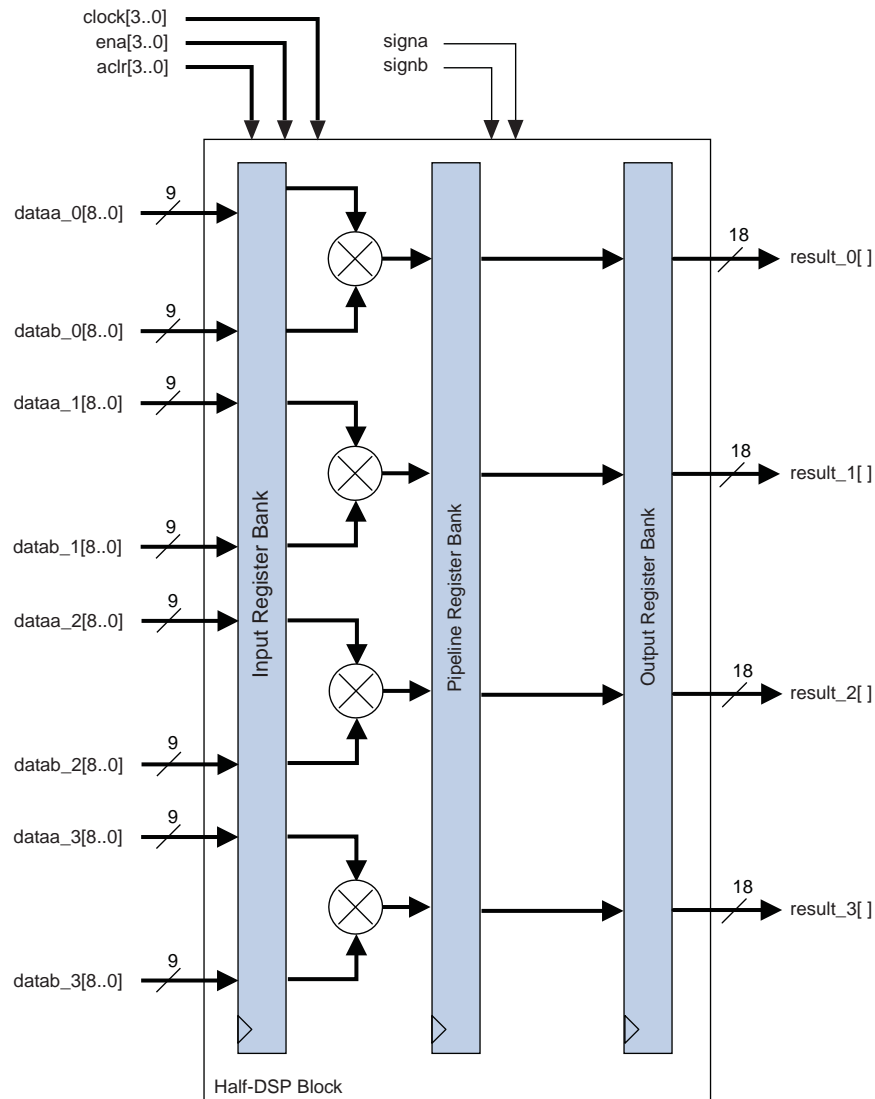 clock[3..0]
ena[3..0]
aclr[3..0]
signa
signb
dataa_0[8..0]
9
datab_0[8..0]
9
dataa_1[8..0]
9
datab_1[8..0]
9
dataa_2[8..0]
9
datab_2[8..0]
9
dataa_3[8..0]
9
datab_3[8..0]
9
Input Register Bank
Pipeline Register Bank
Output Register Bank
18
result_0[ ]
18
result_1[ ]
18
result_2[ ]
18
result_3[ ]
Half-DSP Block